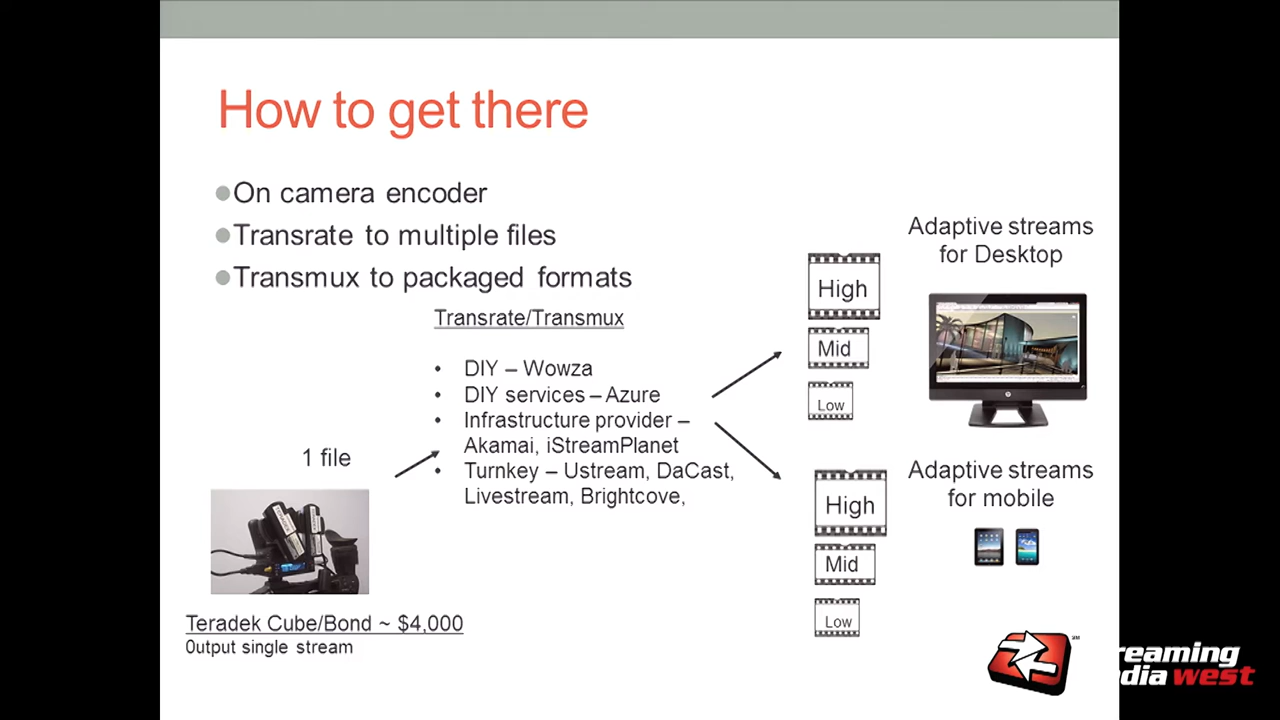 How to get there
On camera encoder
Transrate to multiple files
Transmux to packaged formats
Transrate/Transmux
• DIY – Wowza
• DIY services – Azure
• Infrastructure provider –
Akamai, iStreamPlanet
• Turnkey – Ustream, DaCast,
Livestream, Brightcove,
1 file
Teradek Cube/Bond ~ $4,000
Output single stream
High
Mid
Low
Adaptive streams
for Desktop
High
Mid
Low
Adaptive streams
for mobile
reaming
dia west